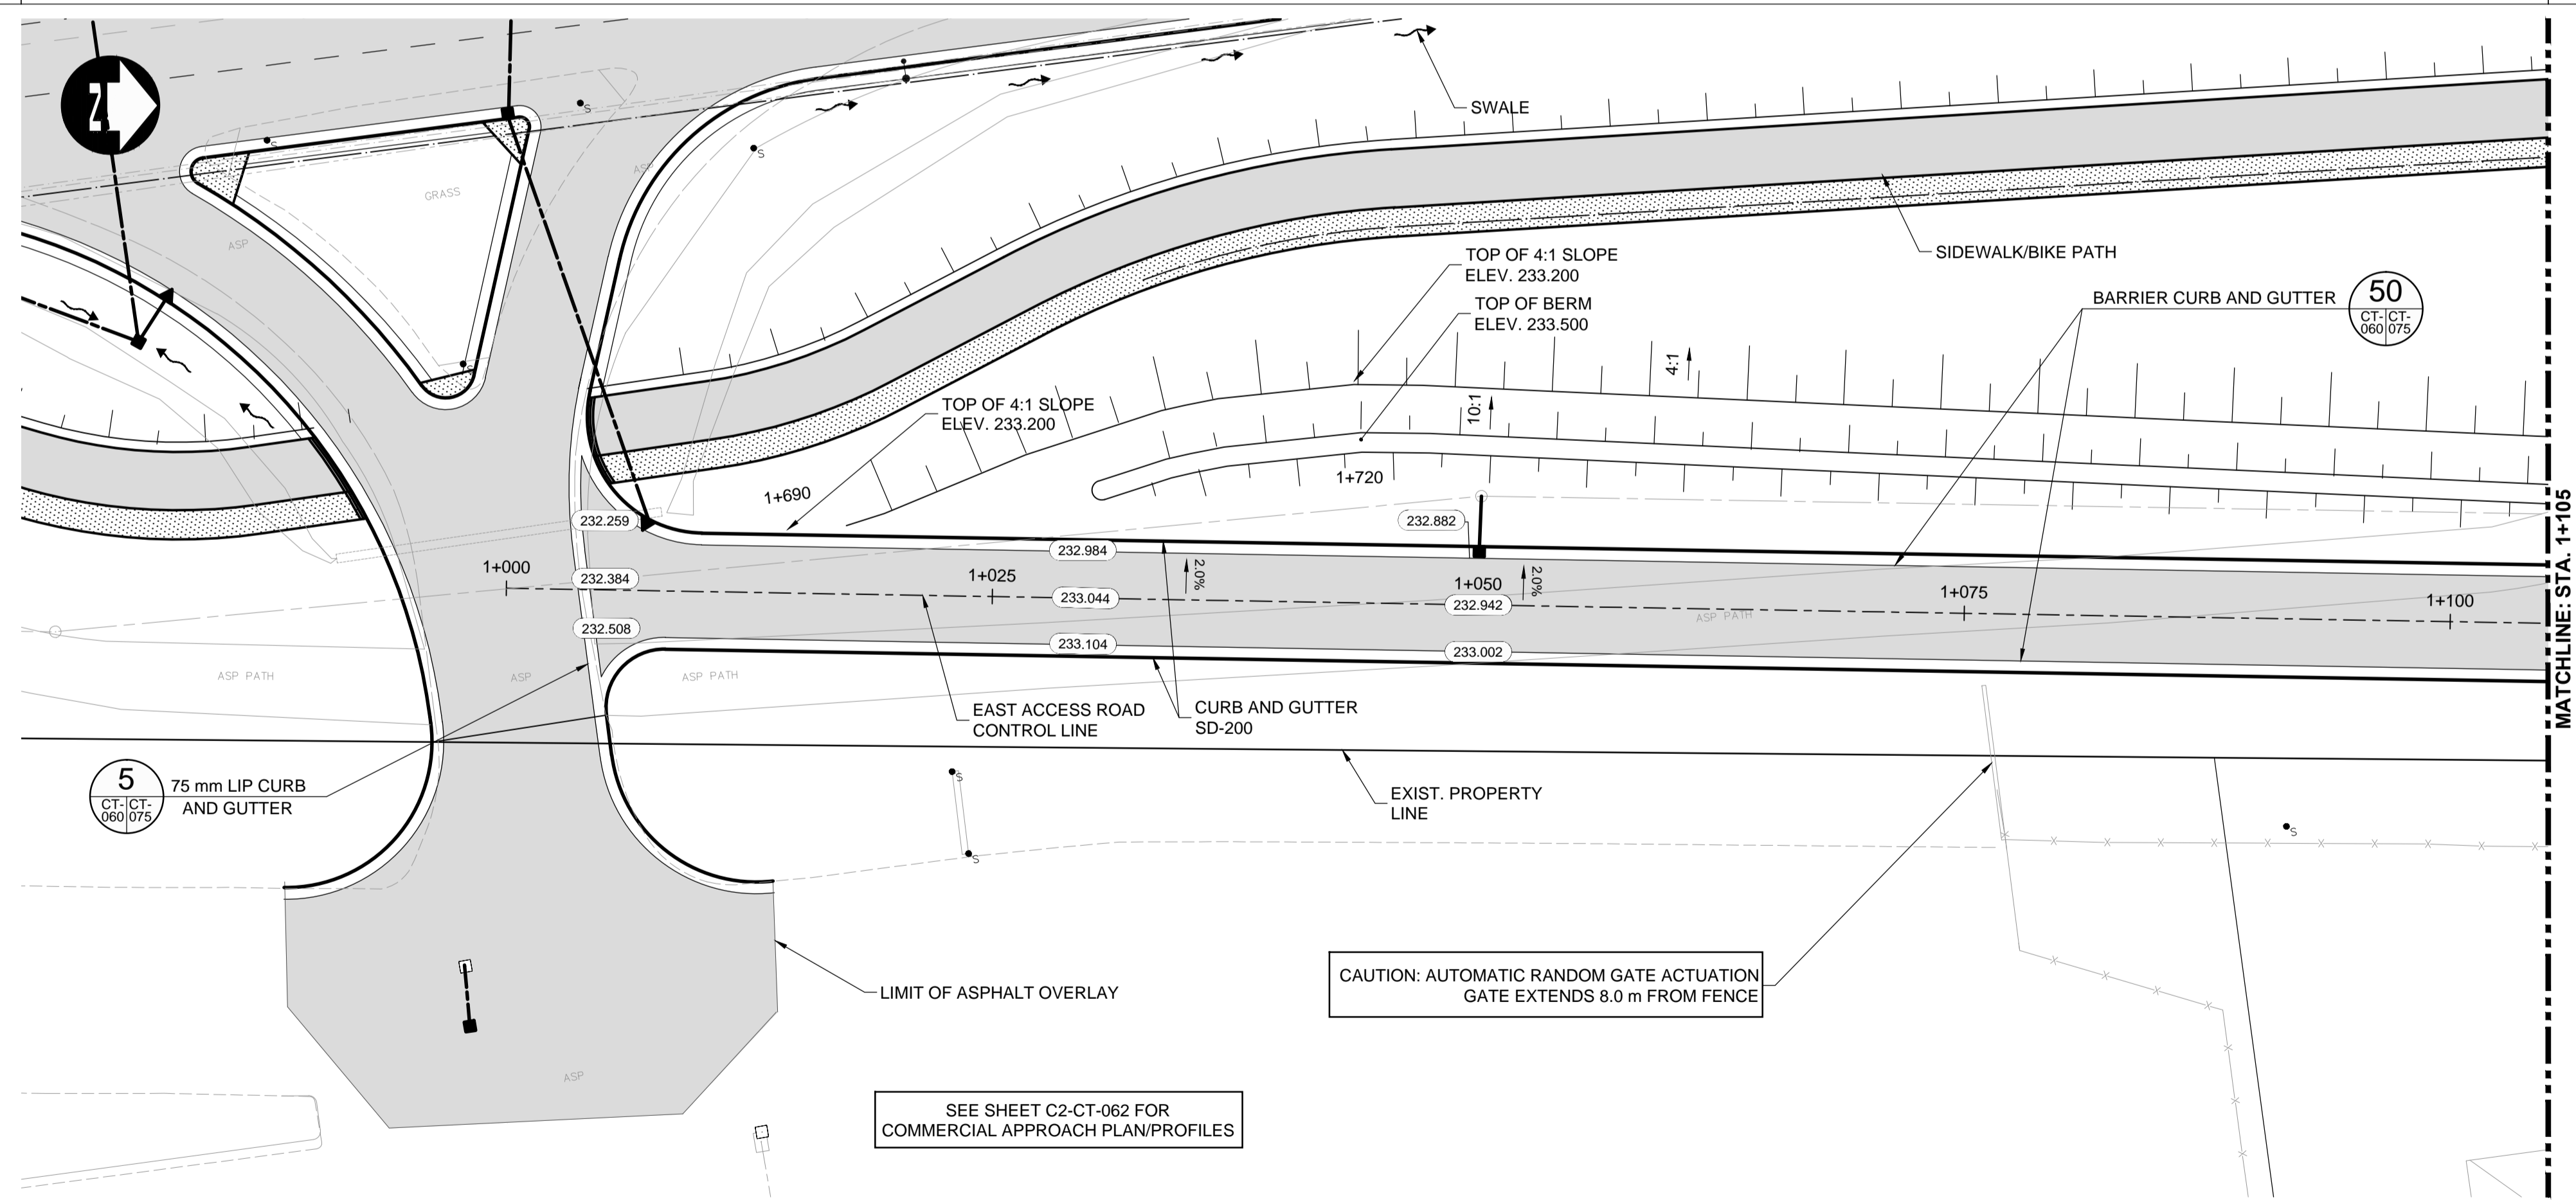 N
SWALE
S
S
S
S
ASP
GRASS
ASP
TOP OF 4:1 SLOPE
ELEV. 233.200
SIDEWALK/BIKE PATH
TOP OF BERM
ELEV. 233.500
BARRIER CURB AND GUTTER
50
CT-060
CT-075
4:1
10:1
TOP OF 4:1 SLOPE
ELEV. 233.200
1+690
1+720
232.259
232.882
232.984
2.0%
2.0%
1+000
232.384
1+025
233.044
1+050
232.942
1+075
1+100
ASP PATH
232.508
233.104
233.002
MATCHLINE: STA. 1+105
ASP PATH
ASP
ASP PATH
EAST ACCESS ROAD
CONTROL LINE
CURB AND GUTTER
SD-200
5
CT-060
CT-075
75 mm LIP CURB
AND GUTTER
EXIST. PROPERTY
LINE
S
S
S
CAUTION: AUTOMATIC RANDOM GATE ACTUATION
GATE EXTENDS 8.0 m FROM FENCE
LIMIT OF ASPHALT OVERLAY
ASP
SEE SHEET C2-CT-062 FOR
COMMERCIAL APPROACH PLAN/PROFILES